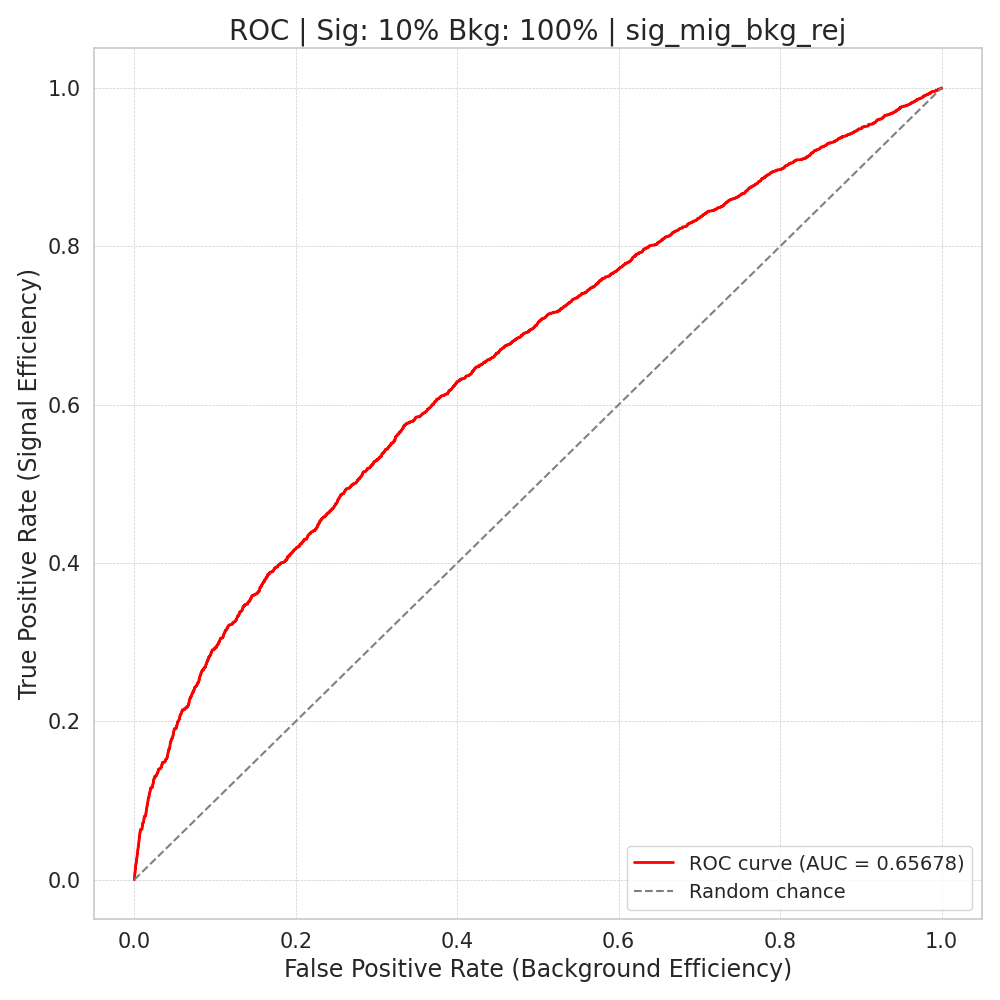 ROC | Sig: 10% Bkg: 100% | sig_mig_bkg_rej
True Positive Rate (Signal Efficiency)
1.0
0.8
0.6
0.4
0.2
0.0
ROC curve (AUC = 0.65678)
Random chance
0.0
0.2
0.4
0.6
0.8
1.0
False Positive Rate (Background Efficiency)